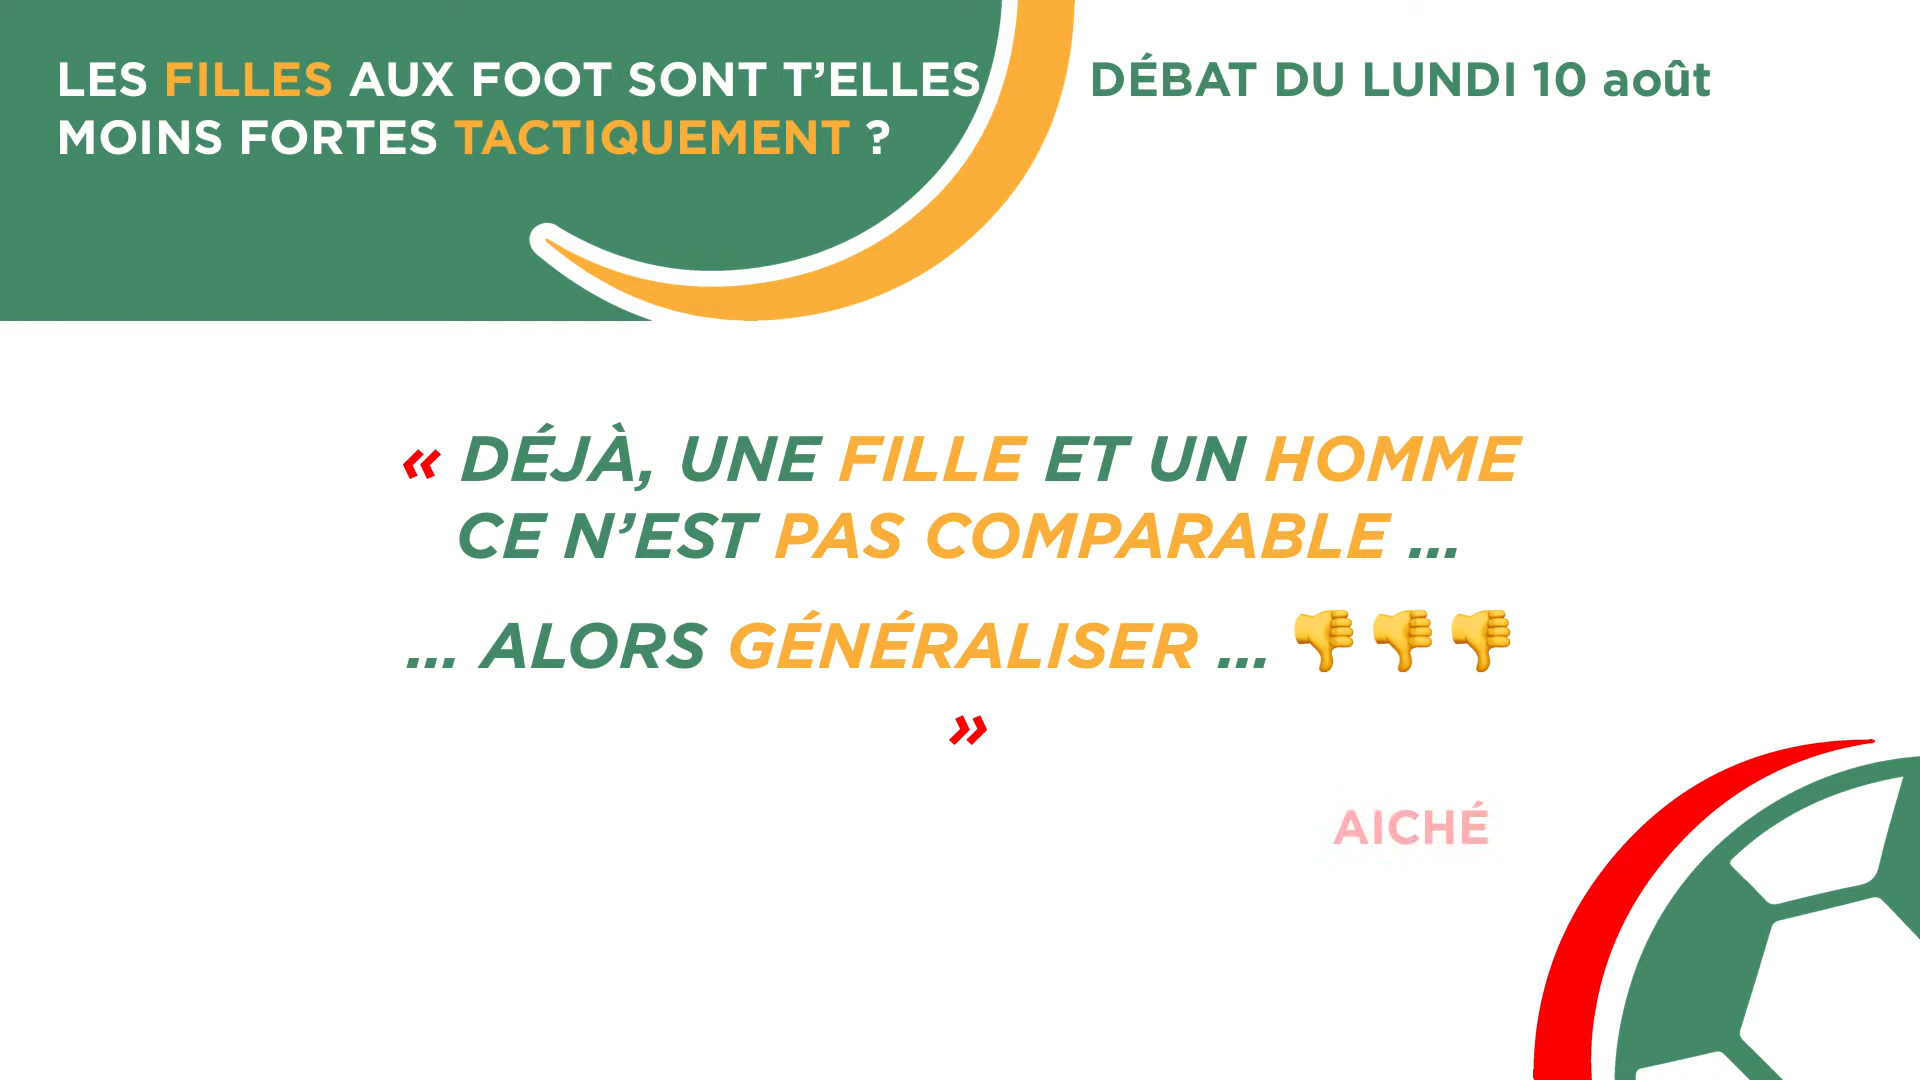 LES FILLES AUX FOOT SONT T’ELLES
MOINS FORTES TACTIQUEMENT ?
DÉBAT DU LUNDI 10 août
« DÉJÀ, UNE FILLE ET UN HOMME
CE N’EST PAS COMPARABLE ...
... ALORS GÉNÉRALISER ... 👎 👎 👎
»
AICHÉ